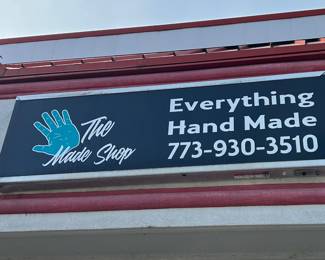 The
Made Shop
Everything
Hand Made
773-930-3510